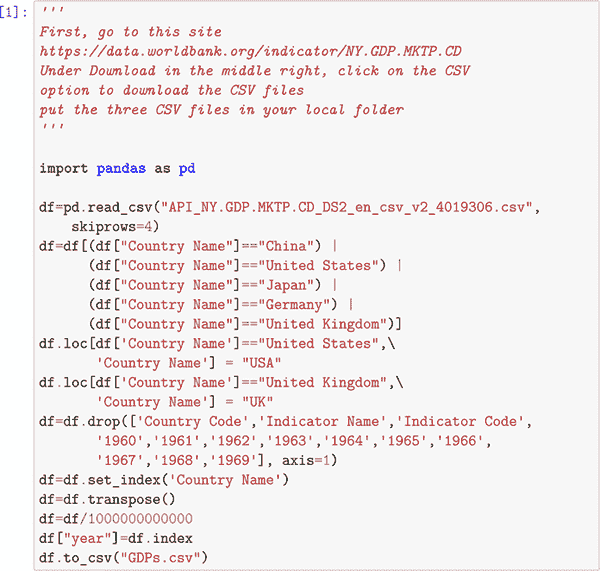 [1]: '''
First, go to this site
https://data.worldbank.org/indicator/NY.GDP.MKTP.CD
Under Download in the middle right, click on the CSV
option to download the CSV files
put the three CSV files in your local folder
'''
import pandas as pd
df=pd.read_csv("API_NY.GDP.MKTP.CD_DS2_en_csv_v2_4019306.csv",
skiprows=4)
df=df[(df["Country Name"]=="China") |
(df["Country Name"]=="United States") |
(df["Country Name"]=="Japan") |
(df["Country Name"]=="Germany") |
(df["Country Name"]=="United Kingdom")]
df.loc[df['Country Name']=="United States",\
'Country Name'] = "USA"
df.loc[df['Country Name']=="United Kingdom",\
'Country Name'] = "UK"
df=df.drop(['Country Code','Indicator Name','Indicator Code',
'1960','1961','1962','1963','1964','1965','1966',
'1967','1968','1969'], axis=1)
df=df.set_index('Country Name')
df=df.transpose()
df=df/1000000000000
df["year"]=df.index
df.to_csv("GDPs.csv")